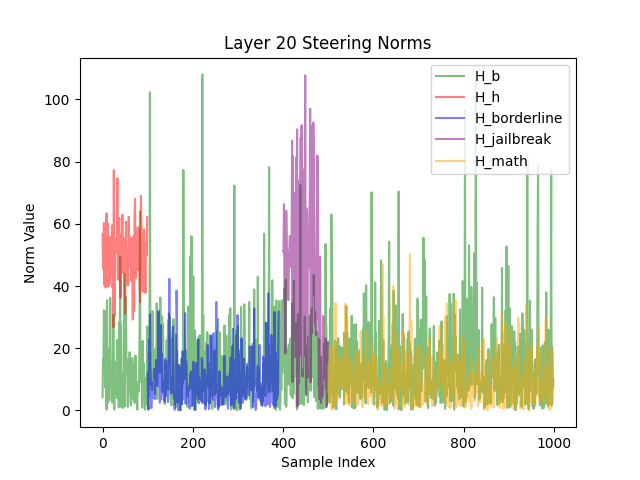 Layer 20 Steering Norms
H_b
H_h
H_borderline
H_jailbreak
H_math
Norm Value
100
80
60
40
20
0
0 200 400 600 800 1000
Sample Index